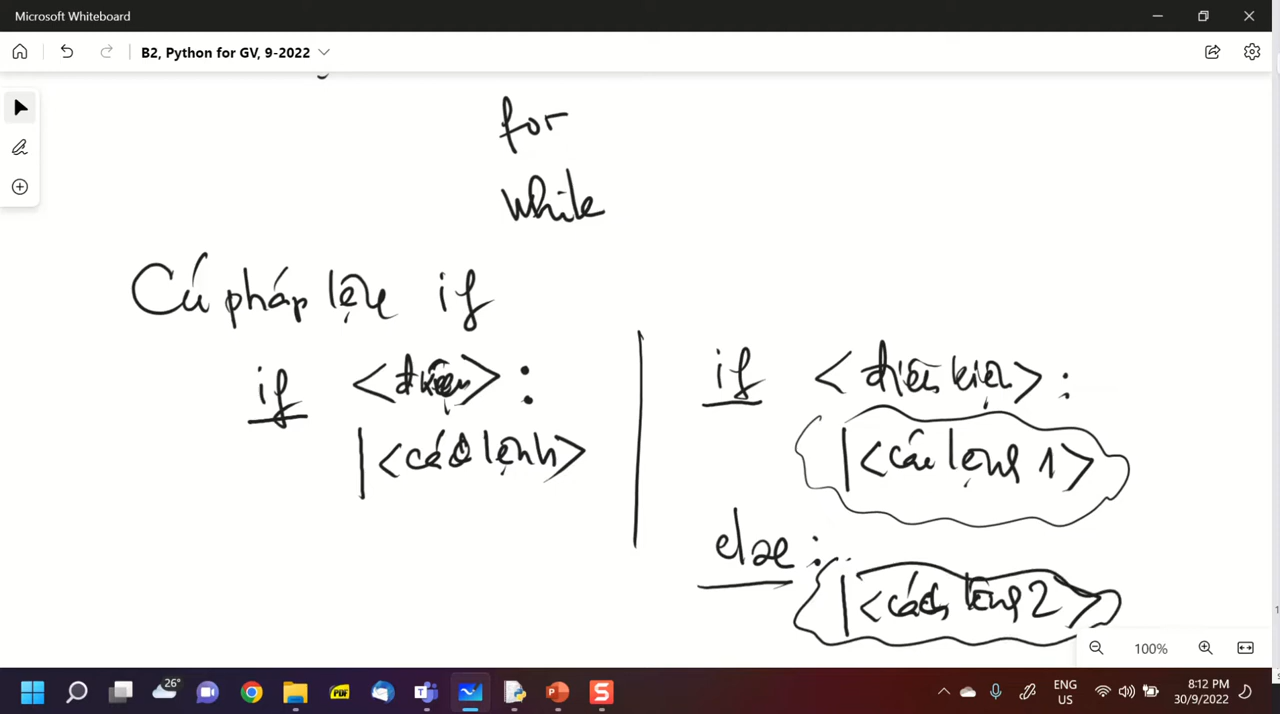 Microsoft Whiteboard
B2, Python for GV, 9-2022
for
while
Cú pháp lệnh if
if <điều kiện>:
|<các lệnh>
if <điều kiện>:
|<các lệnh 1>
else:
|<các lệnh 2>
100%
26°
PDF
ENG
US
8:12 PM
30/9/2022